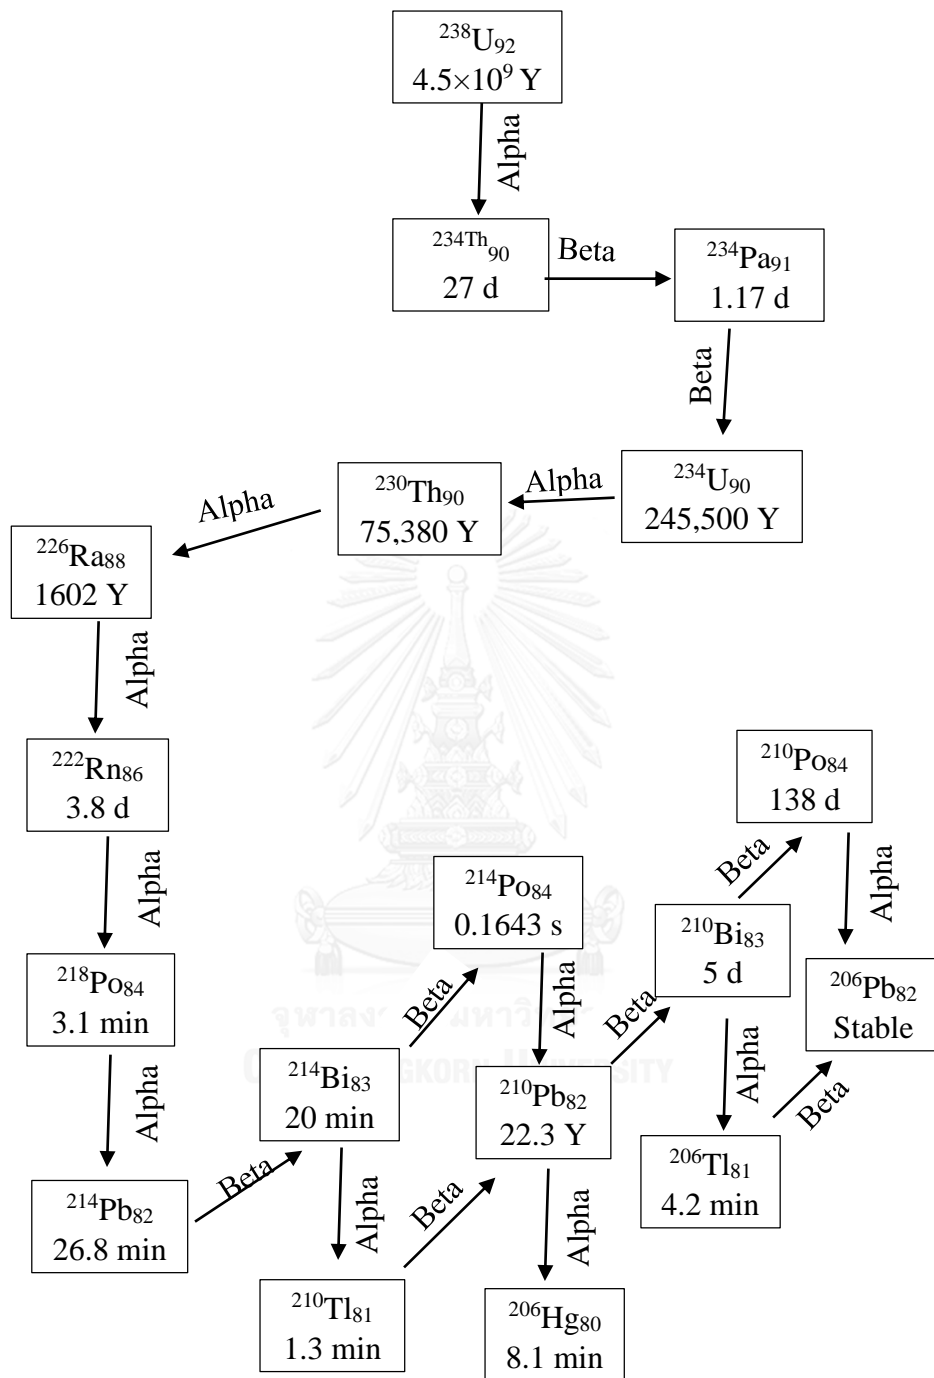 ²³⁸U₉₂
4.5×10⁹ Y
Alpha
²³⁴ᵀʰ₉₀
27 d
Beta
²³⁴Pa₉₁
1.17 d
Beta
²³⁴U₉₀
245,500 Y
Alpha
²³⁰Th₉₀
75,380 Y
Alpha
²²⁶Ra₈₈
1602 Y
Alpha
²²²Rn₈₆
3.8 d
Alpha
²¹⁸Po₈₄
3.1 min
Alpha
²¹⁴Pb₈₂
26.8 min
Beta
²¹⁴Bi₈₃
20 min
Beta
Alpha
²¹⁴Po₈₄
0.1643 s
Alpha
²¹⁰Tl₈₁
1.3 min
Beta
²¹⁰Pb₈₂
22.3 Y
Beta
Alpha
²⁰⁶Hg₈₀
8.1 min
²¹⁰Bi₈₃
5 d
Beta
Alpha
²¹⁰Po₈₄
138 d
Alpha
²⁰⁶Tl₈₁
4.2 min
Beta
²⁰⁶Pb₈₂
Stable